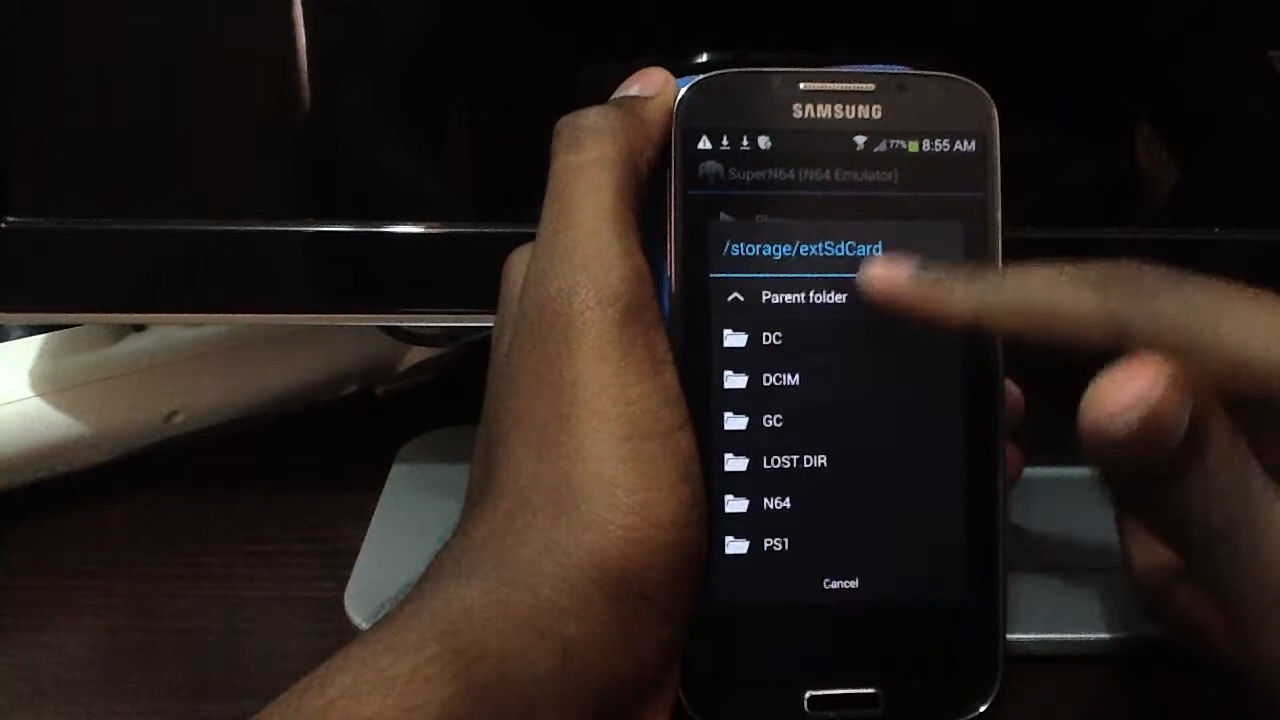 SAMSUNG
77% 8:55 AM
SuperN64 (N64 Emulator)
/storage/extSdCard
Parent folder
DC
DCIM
GC
LOST.DIR
N64
PS1
Cancel